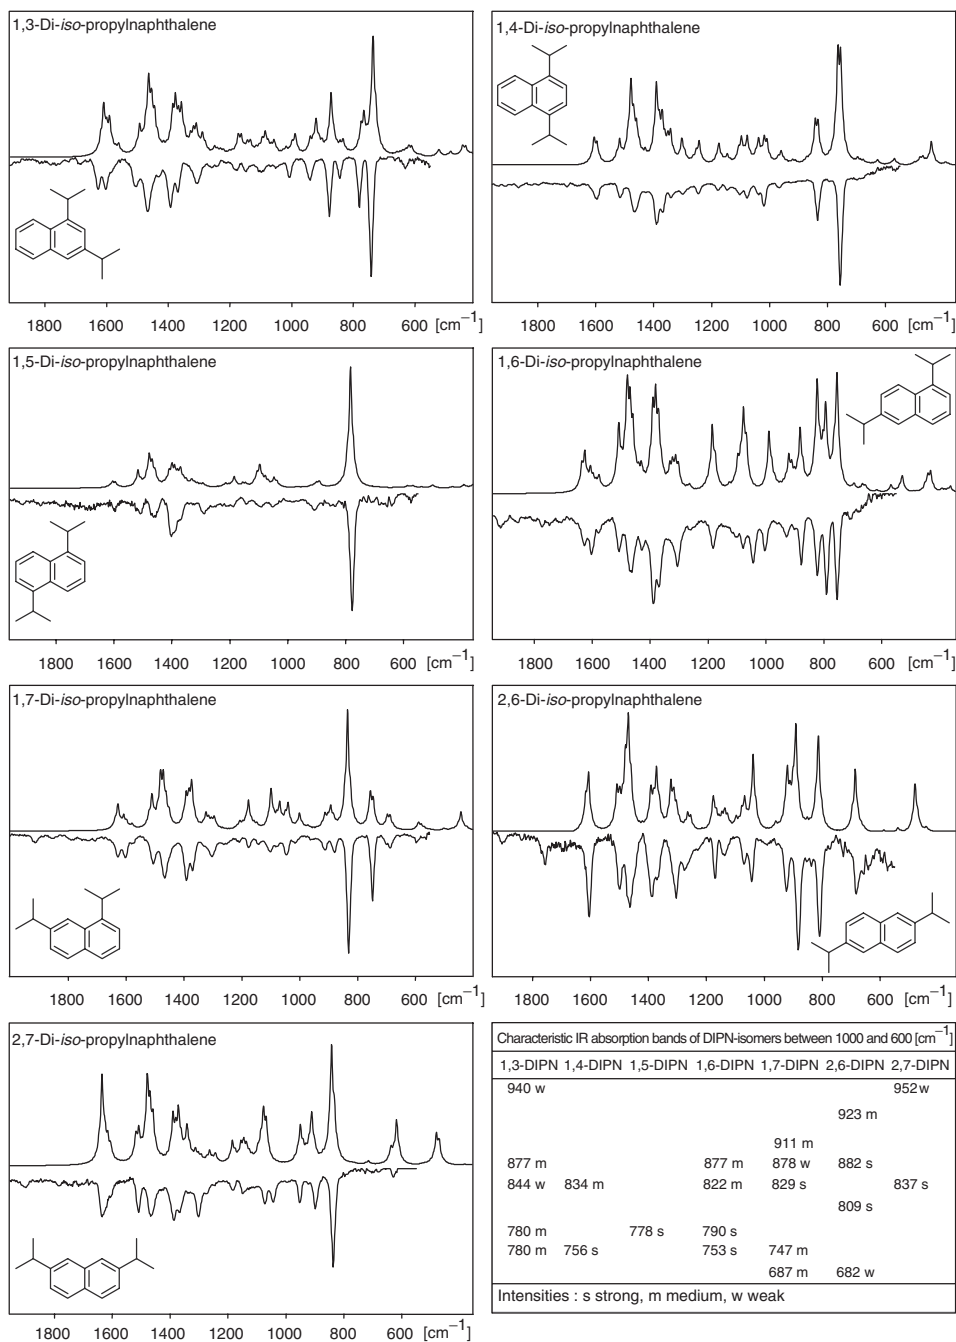 1,3-Di-iso-propylnaphthalene
1800 1600 1400 1200 1000 800 600 [cm–1]
1,4-Di-iso-propylnaphthalene
1800 1600 1400 1200 1000 800 600 [cm–1]
1,5-Di-iso-propylnaphthalene
1800 1600 1400 1200 1000 800 600 [cm–1]
1,6-Di-iso-propylnaphthalene
1800 1600 1400 1200 1000 800 600 [cm–1]
1,7-Di-iso-propylnaphthalene
1800 1600 1400 1200 1000 800 600 [cm–1]
2,6-Di-iso-propylnaphthalene
1800 1600 1400 1200 1000 800 600 [cm–1]
2,7-Di-iso-propylnaphthalene
1800 1600 1400 1200 1000 800 600 [cm–1]
Characteristic IR absorption bands of DIPN-isomers between 1000 and 600 [cm–1]
1,3-DIPN 1,4-DIPN 1,5-DIPN 1,6-DIPN 1,7-DIPN 2,6-DIPN 2,7-DIPN
940 w 952w
923 m
911 m
877 m 877 m 878 w 882 s
844 w 834 m 822 m 829 s 837 s
809 s
780 m 778 s 790 s
780 m 756 s 753 s 747 m
687 m 682 w
Intensities : s strong, m medium, w weak